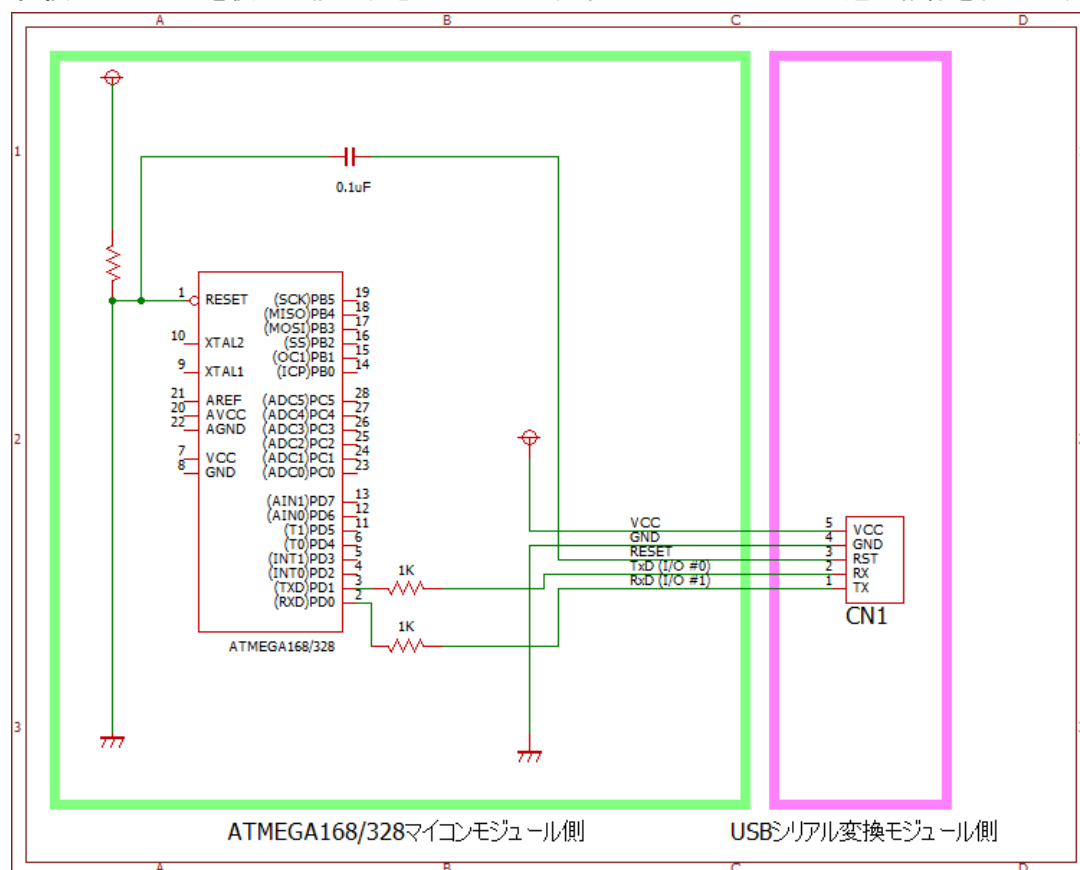 A B C D
1
0.1uF
1 RESET (SCK)PB5 19
(MISO)PB4 18
(MOSI)PB3 17
10 XTAL2 (SS)PB2 16
(OC1)PB1 15
9 XTAL1 (ICP)PB0 14
21 AREF (ADC5)PC5 28
20 AVCC (ADC4)PC4 27
22 AGND (ADC3)PC3 26
(ADC2)PC2 25
7 VCC (ADC1)PC1 24
8 GND (ADC0)PC0 23
2
(AIN1)PD7 13
(AIN0)PD6 12
(T1)PD5 11
(T0)PD4 6
(INT1)PD3 5
(INT0)PD2 4
(TXD)PD1 3
(RXD)PD0 2
ATMEGA168/328
1K
1K
VCC 5 VCC
GND 4 GND
RESET 3 RST
TxD (I/O #0) 2 RX
RxD (I/O #1) 1 TX
CN1
3
ATMEGA168/328マイコンモジュール側
USBシリアル変換モジュール側
A B C D